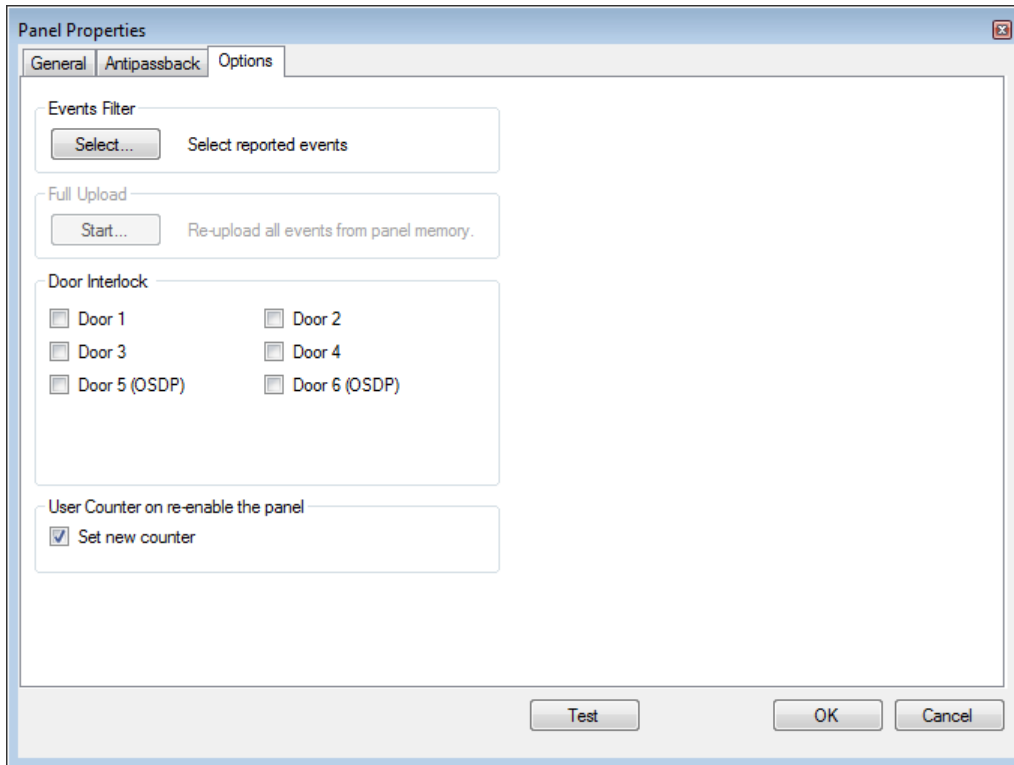 Panel Properties
General Antipassback Options
Events Filter
Select... Select reported events
Full Upload
Start... Re-upload all events from panel memory.
Door Interlock
Door 1 Door 2
Door 3 Door 4
Door 5 (OSDP) Door 6 (OSDP)
User Counter on re-enable the panel
Set new counter
Test OK Cancel